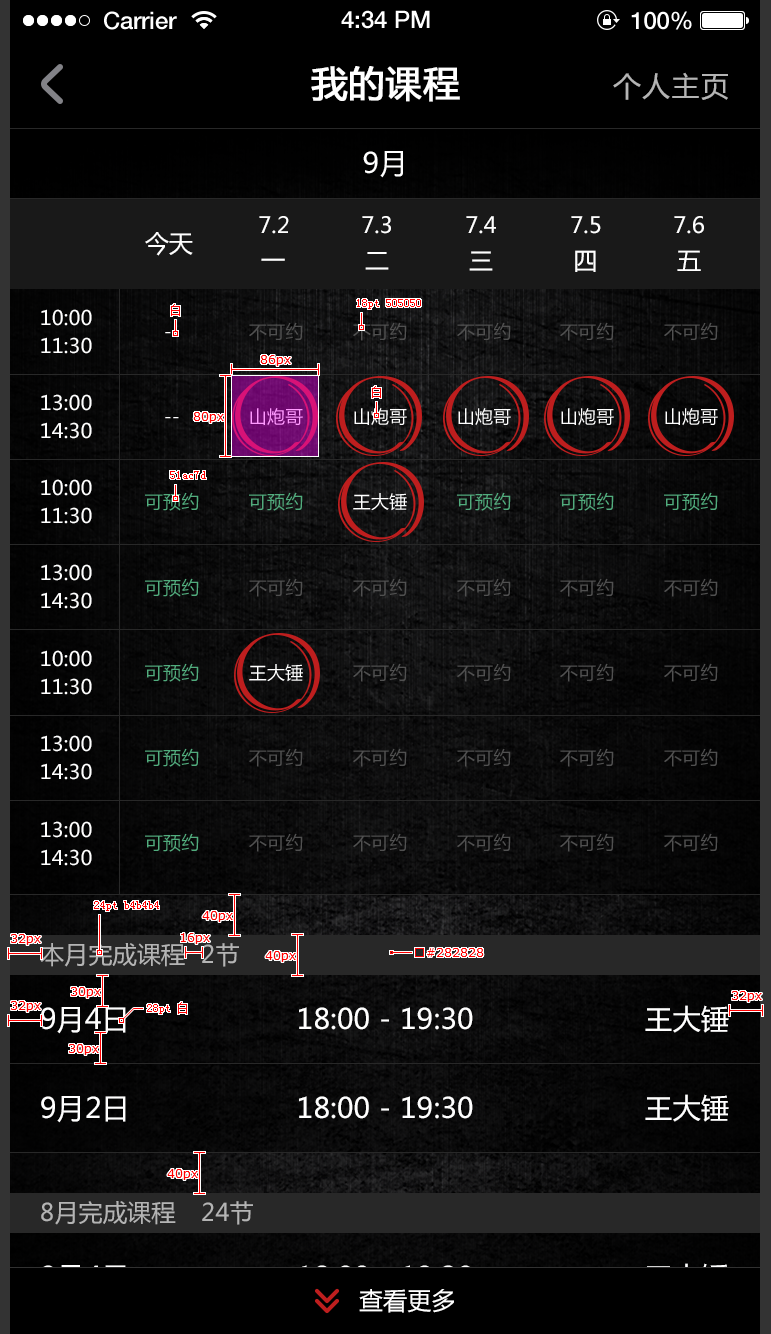 Carrier 4:34 PM 100%
我的课程 个人主页
9月
今天 7.2 7.3 7.4 7.5 7.6
一 二 三 四 五
白 18pt 505050
10:00 -- 不可约 不可约 不可约 不可约 不可约
11:30
86px
白
13:00 -- 80px 山炮哥 山炮哥 山炮哥 山炮哥 山炮哥
14:30
51ac7d
10:00 可预约 可预约 王大锤 可预约 可预约 可预约
11:30
13:00 可预约 不可约 不可约 不可约 不可约 不可约
14:30
10:00 可预约 王大锤 不可约 不可约 不可约 不可约
11:30
13:00 可预约 不可约 不可约 不可约 不可约 不可约
14:30
13:00 可预约 不可约 不可约 不可约 不可约 不可约
14:30
24pt b4b4b4 40px
32px 16px
本月完成课程 2节 40px #282828
30px
32px 28pt 白 32px
9月4日 18:00 - 19:30 王大锤
30px
9月2日 18:00 - 19:30 王大锤
40px
8月完成课程 24节
查看更多